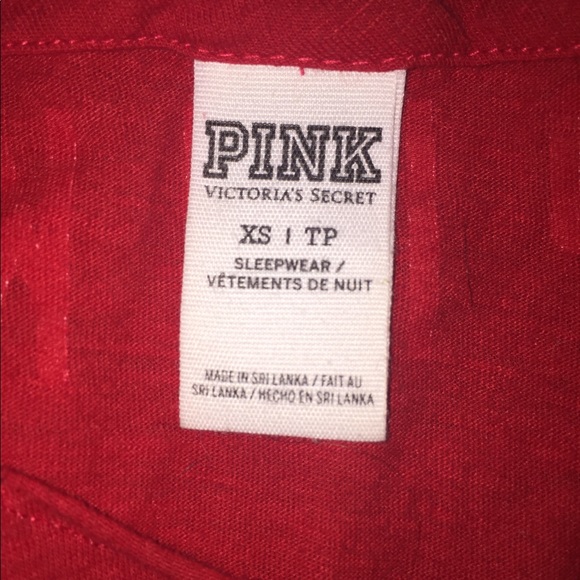 PINK
VICTORIA'S SECRET
XS | TP
SLEEPWEAR /
VÊTEMENTS DE NUIT
MADE IN SRI LANKA / FAIT AU
SRI LANKA / HECHO EN SRI LANKA